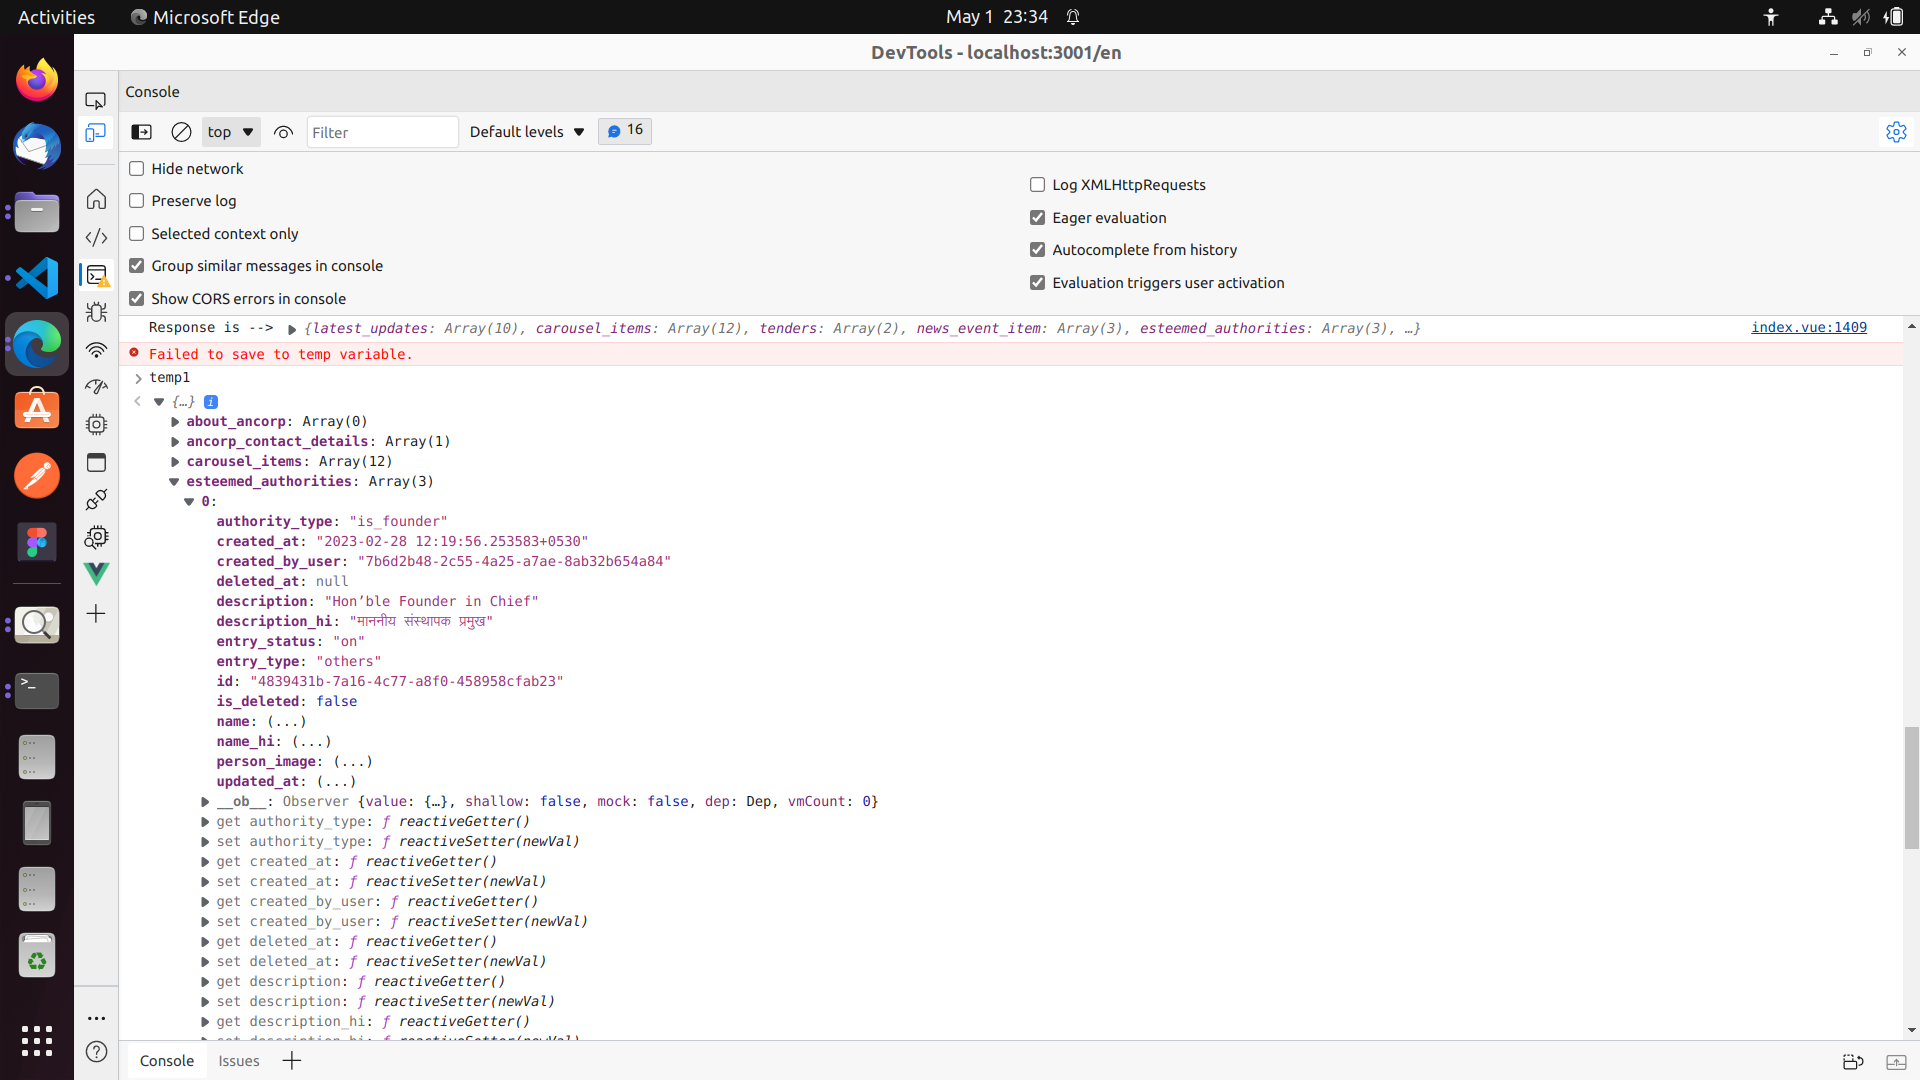 Activities Microsoft Edge May 1 23:34
DevTools - localhost:3001/en
Console
top Filter Default levels 16
Hide network
Log XMLHttpRequests
Preserve log
Eager evaluation
Selected context only
Autocomplete from history
Group similar messages in console
Evaluation triggers user activation
Show CORS errors in console
Response is --> {latest_updates: Array(10), carousel_items: Array(12), tenders: Array(2), news_event_item: Array(3), esteemed_authorities: Array(3), …} index.vue:1409
Failed to save to temp variable.
temp1
{…}
about_ancorp: Array(0)
ancorp_contact_details: Array(1)
carousel_items: Array(12)
esteemed_authorities: Array(3)
0:
authority_type: "is_founder"
created_at: "2023-02-28 12:19:56.253583+0530"
created_by_user: "7b6d2b48-2c55-4a25-a7ae-8ab32b654a84"
deleted_at: null
description: "Hon’ble Founder in Chief"
description_hi: "माननीय संस्थापक प्रमुख"
entry_status: "on"
entry_type: "others"
id: "4839431b-7a16-4c77-a8f0-458958cfab23"
is_deleted: false
name: (...)
name_hi: (...)
person_image: (...)
updated_at: (...)
__ob__: Observer {value: {…}, shallow: false, mock: false, dep: Dep, vmCount: 0}
get authority_type: ƒ reactiveGetter()
set authority_type: ƒ reactiveSetter(newVal)
get created_at: ƒ reactiveGetter()
set created_at: ƒ reactiveSetter(newVal)
get created_by_user: ƒ reactiveGetter()
set created_by_user: ƒ reactiveSetter(newVal)
get deleted_at: ƒ reactiveGetter()
set deleted_at: ƒ reactiveSetter(newVal)
get description: ƒ reactiveGetter()
set description: ƒ reactiveSetter(newVal)
get description_hi: ƒ reactiveGetter()
set description_hi: ƒ reactiveSetter(newVal)
Console Issues